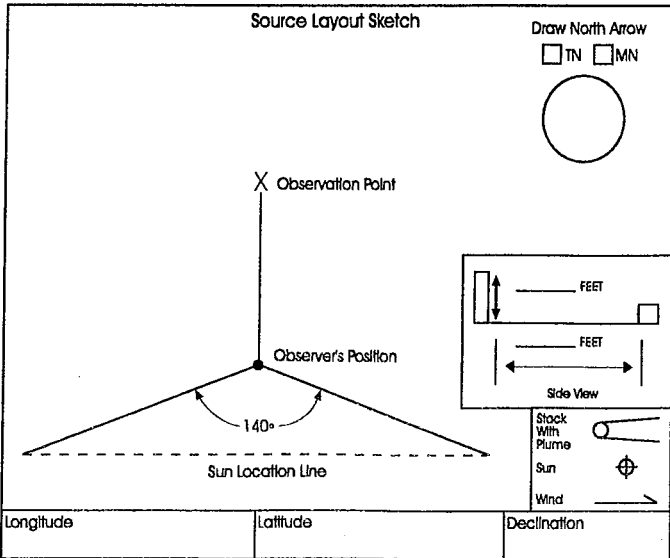 Source Layout Sketch
Draw North Arrow
TN MN
X Observation Point
FEET
Observer's Position
FEET
Side View
140°
Sun Location Line
Stack
With
Plume
Sun
Wind
Longitude Latitude Declination